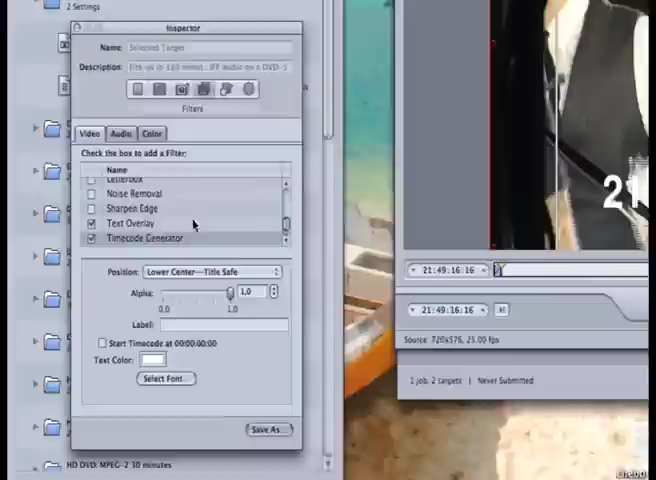 2 Settings
Inspector
Name: Selected Target
Description:
Filters
Video Audio Color
Check the box to add a Filter:
Name
Letterbox
Noise Removal
Sharpen Edge
Text Overlay
Timecode Generator
Position: Lower Center—Title Safe
Alpha: 1,0
0,0 1,0
Label:
Start Timecode at 00:00:00:00
Text Color:
Select Font...
Save As...
HD DVD: MPEG-2 30 minutes
21
21:49:16:16
21:49:16:16
Source: 720x576, 25.00 fps
1 job, 2 targets | Never Submitted